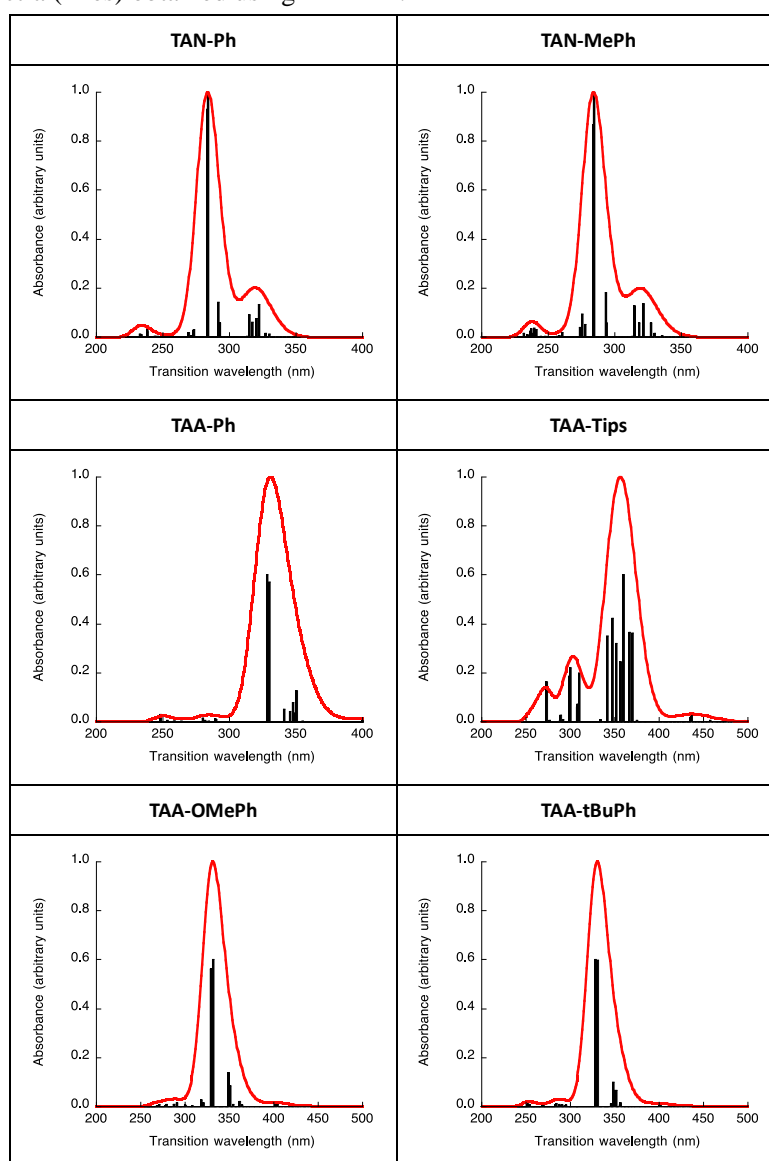 TAN-Ph
TAN-MePh
Absorbance (arbitrary units)
1.0
0.8
0.6
0.4
0.2
0.0
200 250 300 350 400
Transition wavelength (nm)
Absorbance (arbitrary units)
1.0
0.8
0.6
0.4
0.2
0.0
200 250 300 350 400
Transition wavelength (nm)
TAA-Ph
TAA-Tips
Absorbance (arbitrary units)
1.0
0.8
0.6
0.4
0.2
0.0
200 250 300 350 400
Transition wavelength (nm)
Absorbance (arbitrary units)
1.0
0.8
0.6
0.4
0.2
0.0
200 250 300 350 400 450 500
Transition wavelength (nm)
TAA-OMePh
TAA-tBuPh
Absorbance (arbitrary units)
1.0
0.8
0.6
0.4
0.2
0.0
200 250 300 350 400 450 500
Transition wavelength (nm)
Absorbance (arbitrary units)
1.0
0.8
0.6
0.4
0.2
0.0
200 250 300 350 400 450 500
Transition wavelength (nm)